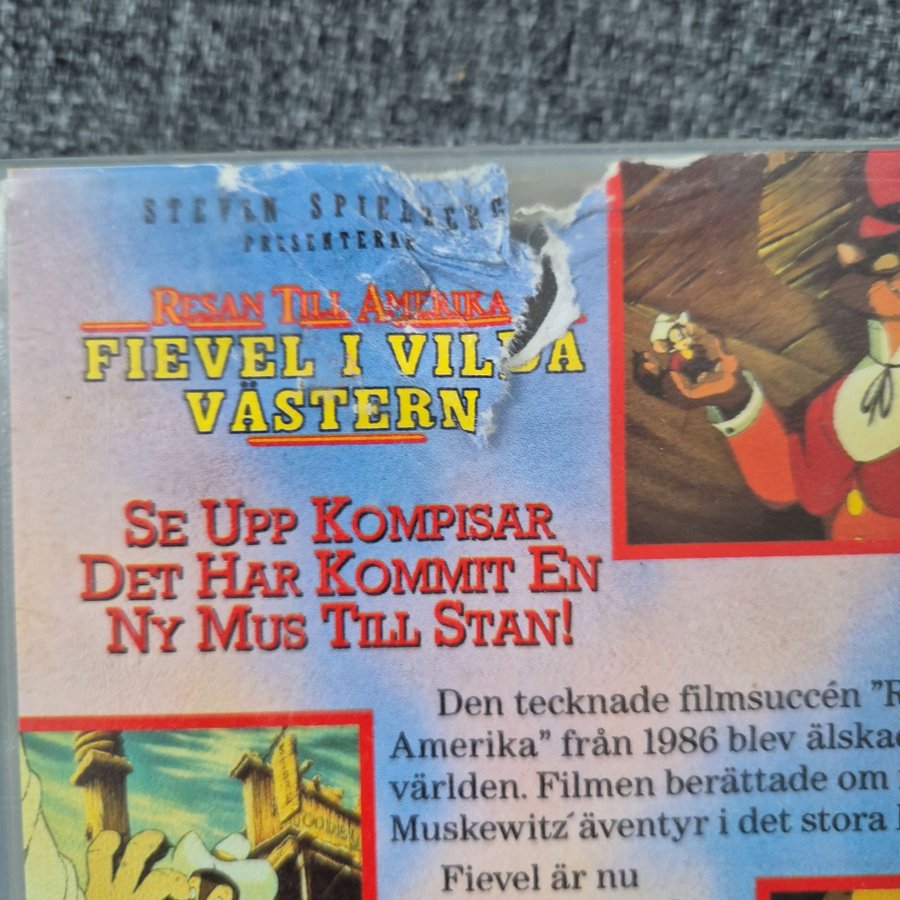 STEVEN SPIELBERG
PRESENTERAR
RESAN TILL AMERIKA
FIEVEL I VILDA
VÄSTERN
SE UPP KOMPISAR
DET HAR KOMMIT EN
NY MUS TILL STAN!
Den tecknade filmsuccén "R
Amerika" från 1986 blev älskad
världen. Filmen berättade om
Muskewitz´ äventyr i det stora
Fievel är nu